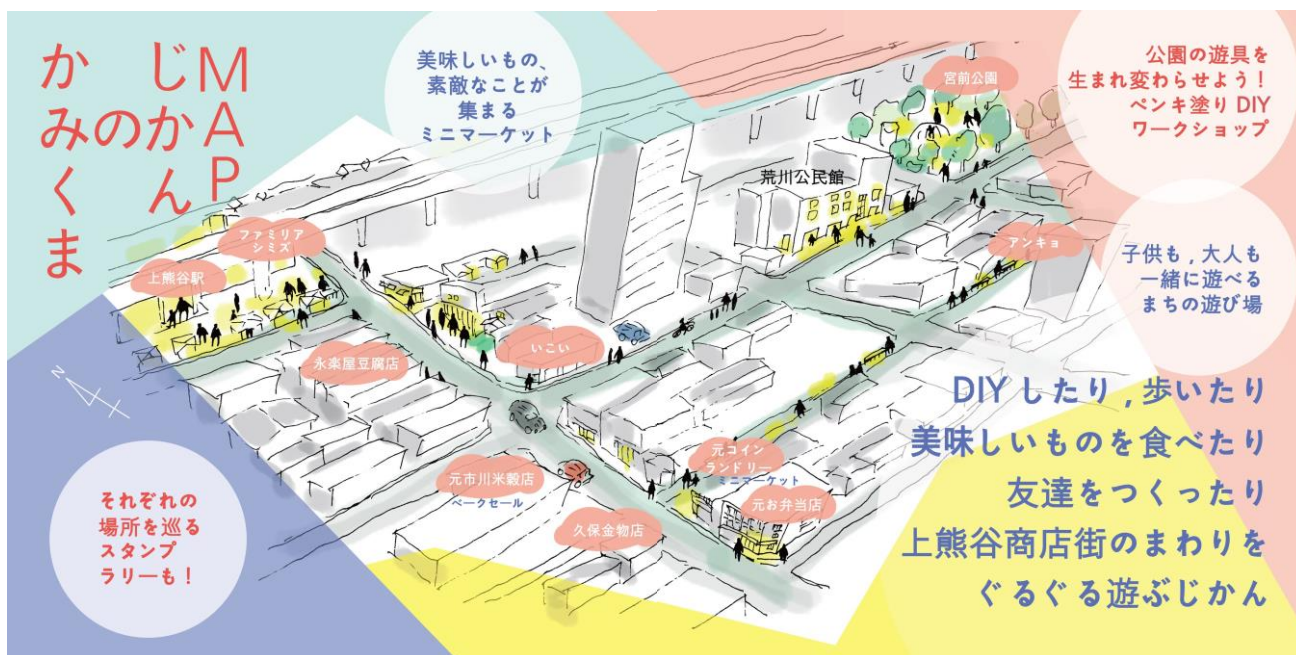 かみくま
の
じかん
MAP
美味しいもの、
素敵なことが
集まる
ミニマーケット
公園の遊具を
生まれ変わらせよう！
ペンキ塗り DIY
ワークショップ
宮前公園
荒川公民館
アンキョ
子供も , 大人も
一緒に遊べる
まちの遊び場
ファミリア
シミズ
上熊谷駅
いこい
永楽屋豆腐店
N
元コイン
ランドリー
ミニマーケット
元市川米穀店
ベークセール
元お弁当店
久保金物店
それぞれの
場所を巡る
スタンプ
ラリーも！
DIY したり , 歩いたり
美味しいものを食べたり
友達をつくったり
上熊谷商店街のまわりを
ぐるぐる遊ぶじかん